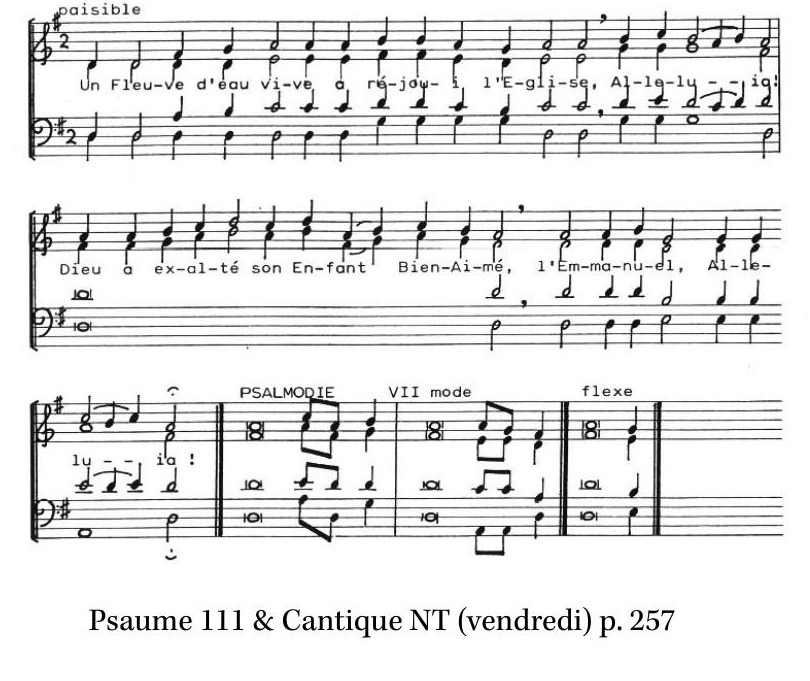 paisible
Un Fleu-ve d'eau vi-ve a ré-jou- i l'E-gli-se, Al-le-lu - - ia!
Dieu a ex-al-té son En-fant Bien-Ai-mé, l'Em-ma-nu-el, Al-le-
PSALMODIE VII mode flexe
lu - - ia !
Psaume 111 & Cantique NT (vendredi) p. 257